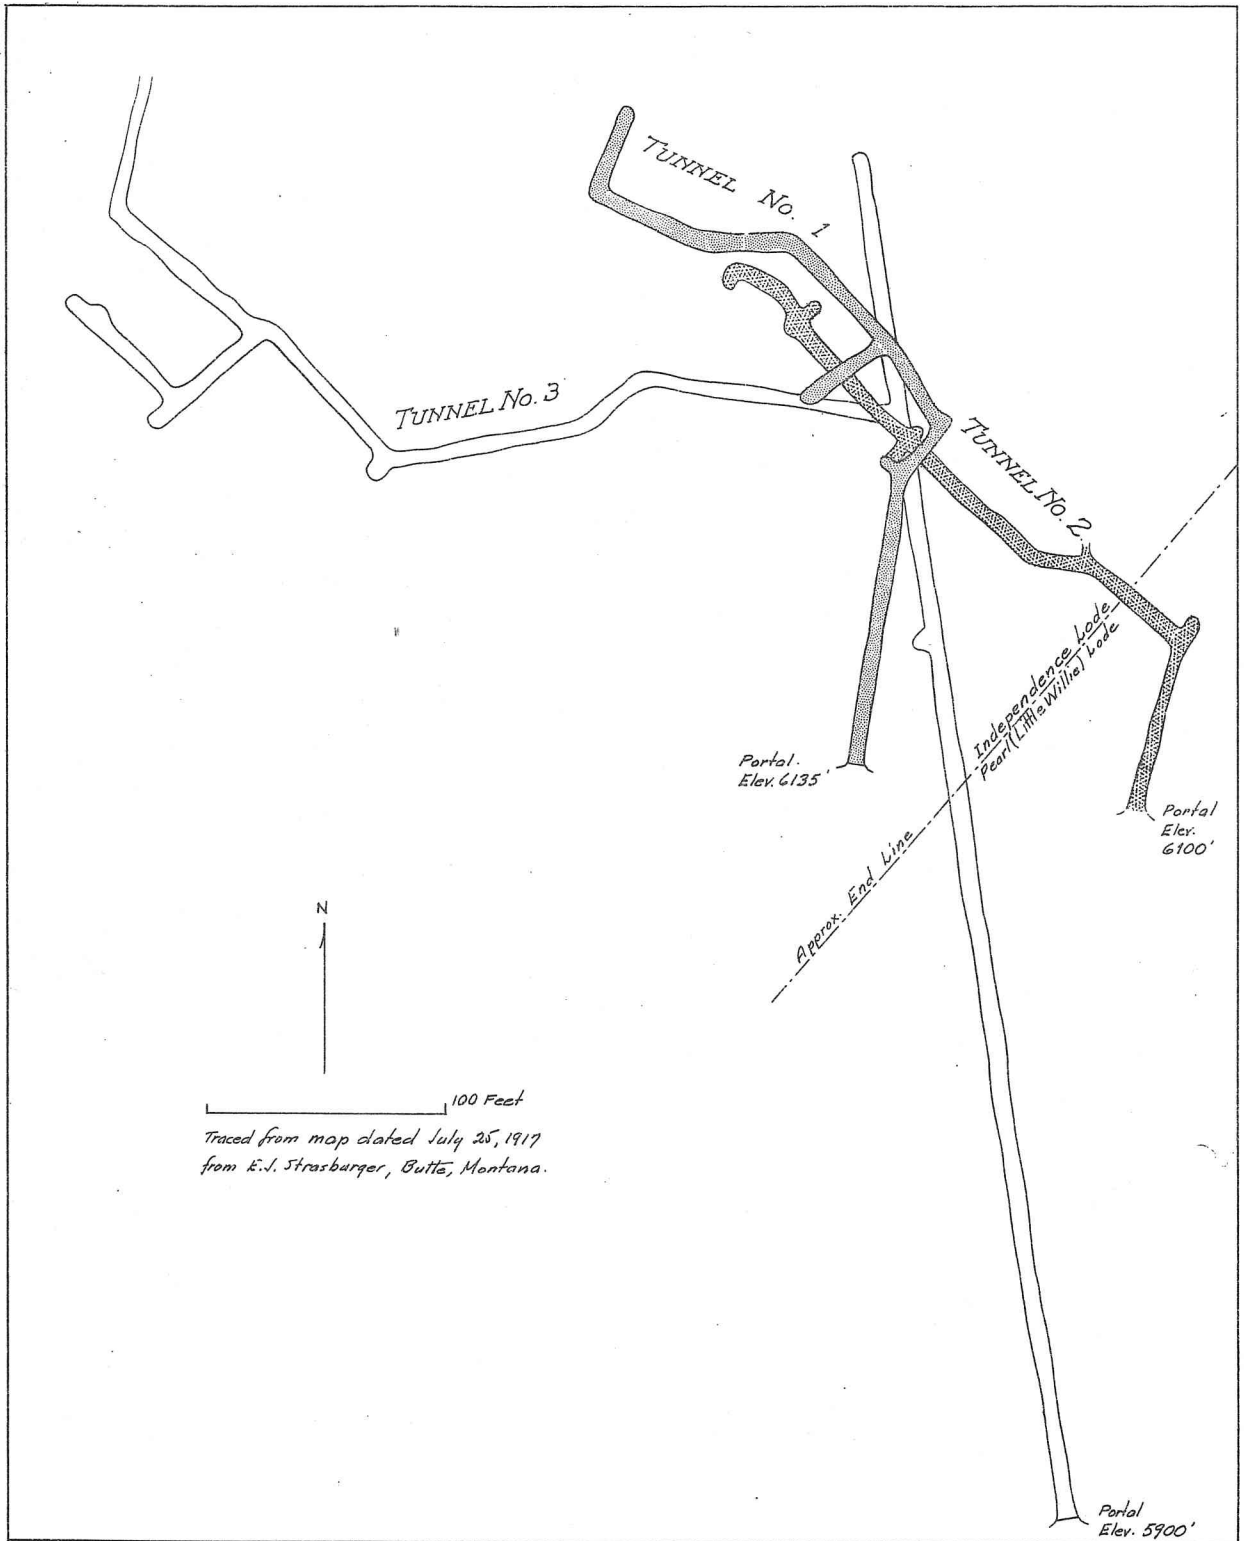 TUNNEL No. 1
TUNNEL No. 3
TUNNEL No. 2
Independence Lode
Pearl (Little Willie) Lode
Portal.
Elev. 6135'
Portal
Elev.
6100'
Approx. End Line
N
100 Feet
Traced from map dated July 25, 1917
from E.J. Strasburger, Butte, Montana.
Portal
Elev. 5900'